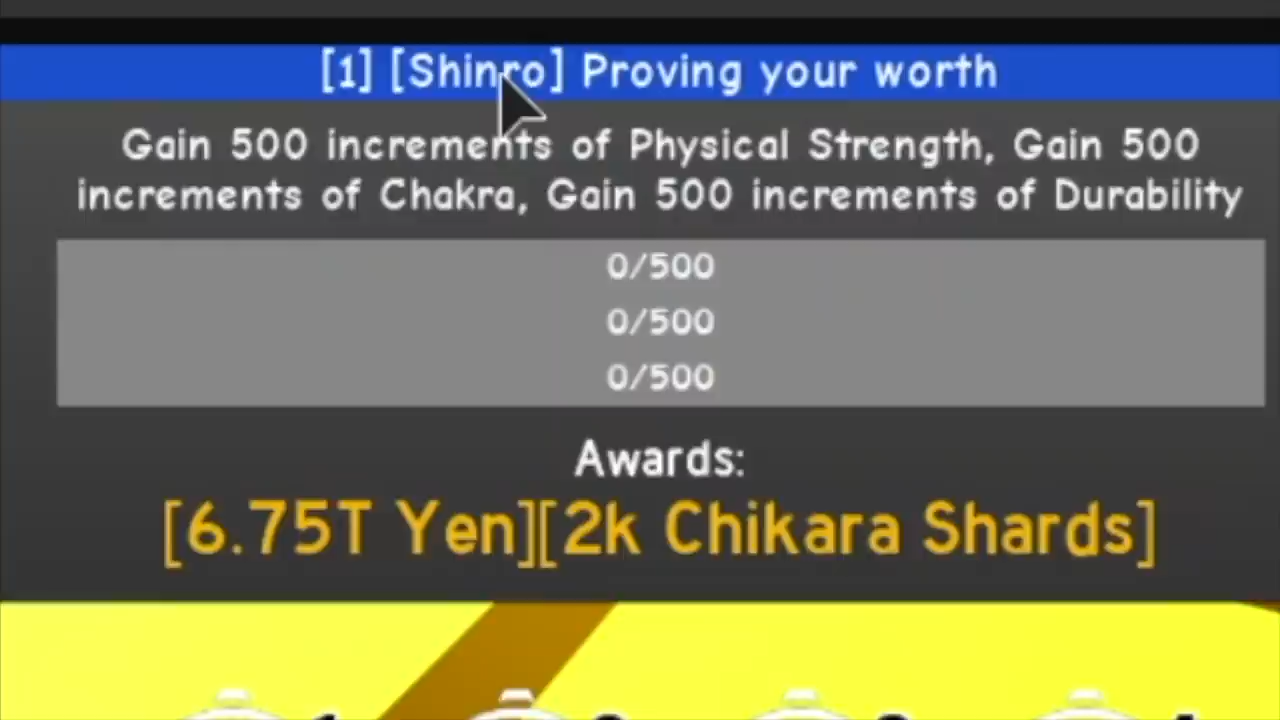 [1] [Shinro] Proving your worth
Gain 500 increments of Physical Strength, Gain 500
increments of Chakra, Gain 500 increments of Durability
0/500
0/500
0/500
Awards:
[6.75T Yen][2k Chikara Shards]